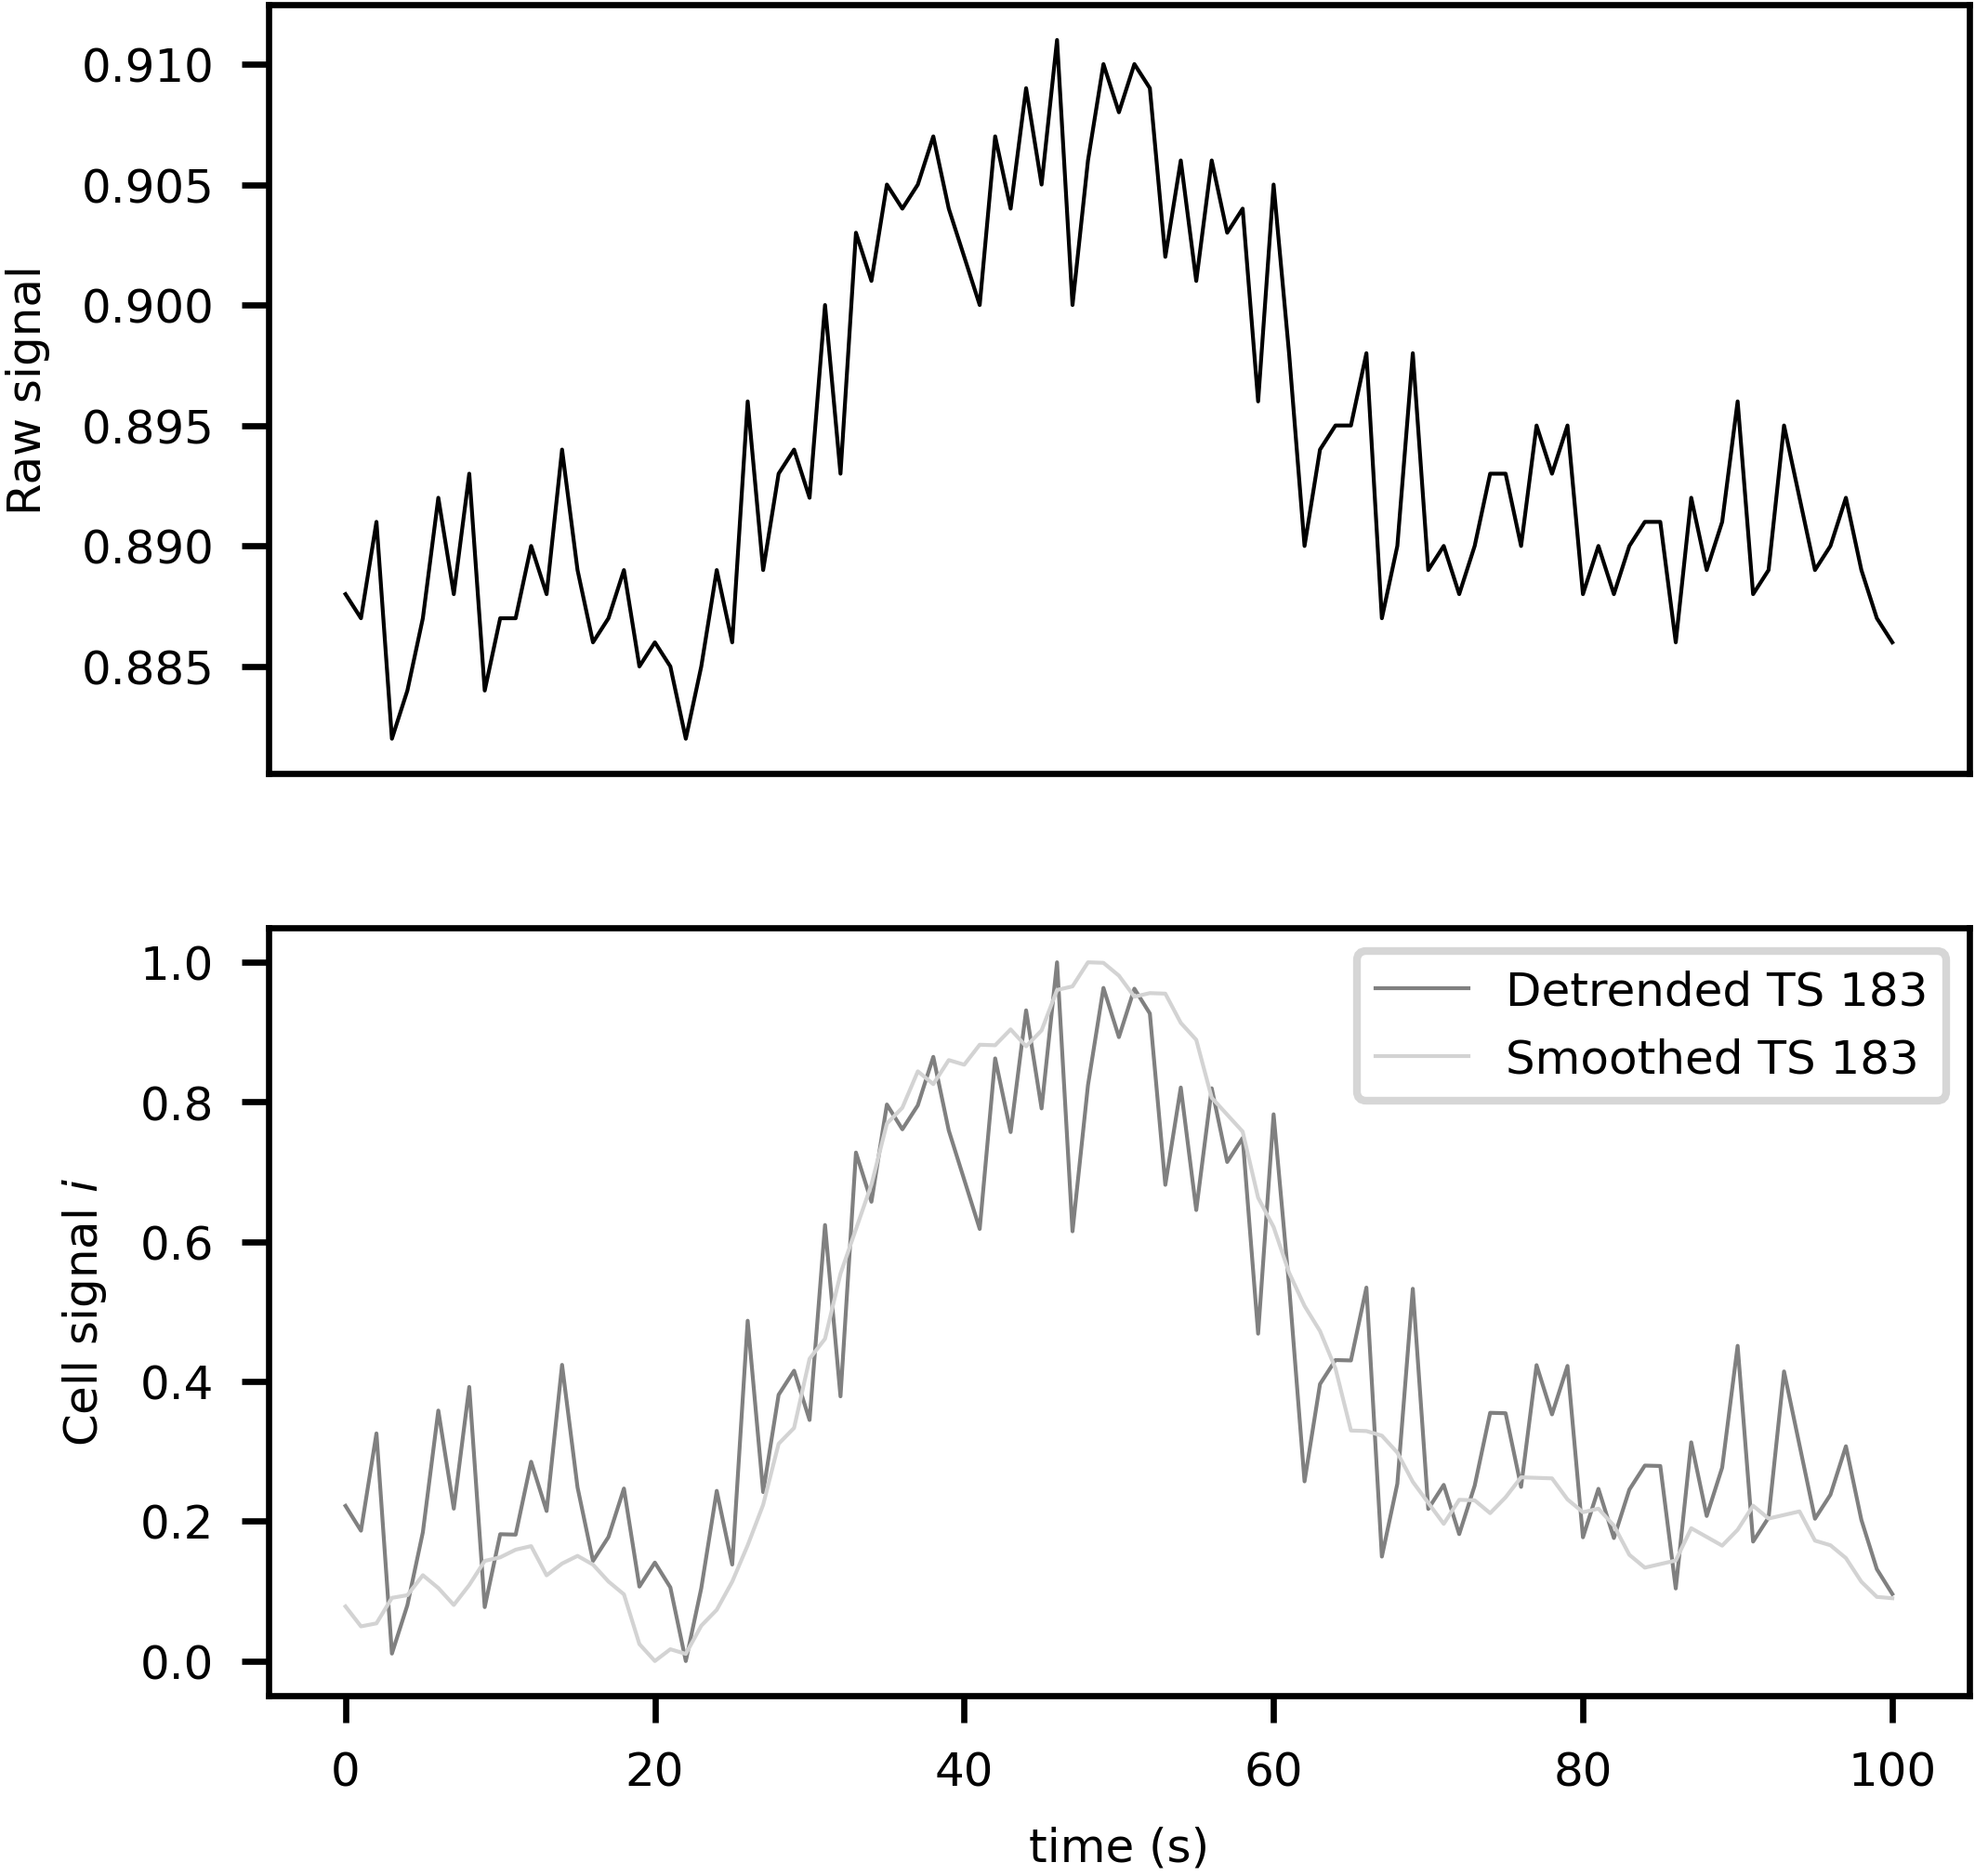 Raw signal
0.910
0.905
0.900
0.895
0.890
0.885
Cell signal i
1.0
0.8
0.6
0.4
0.2
0.0
Detrended TS 183
Smoothed TS 183
0 20 40 60 80 100
time (s)